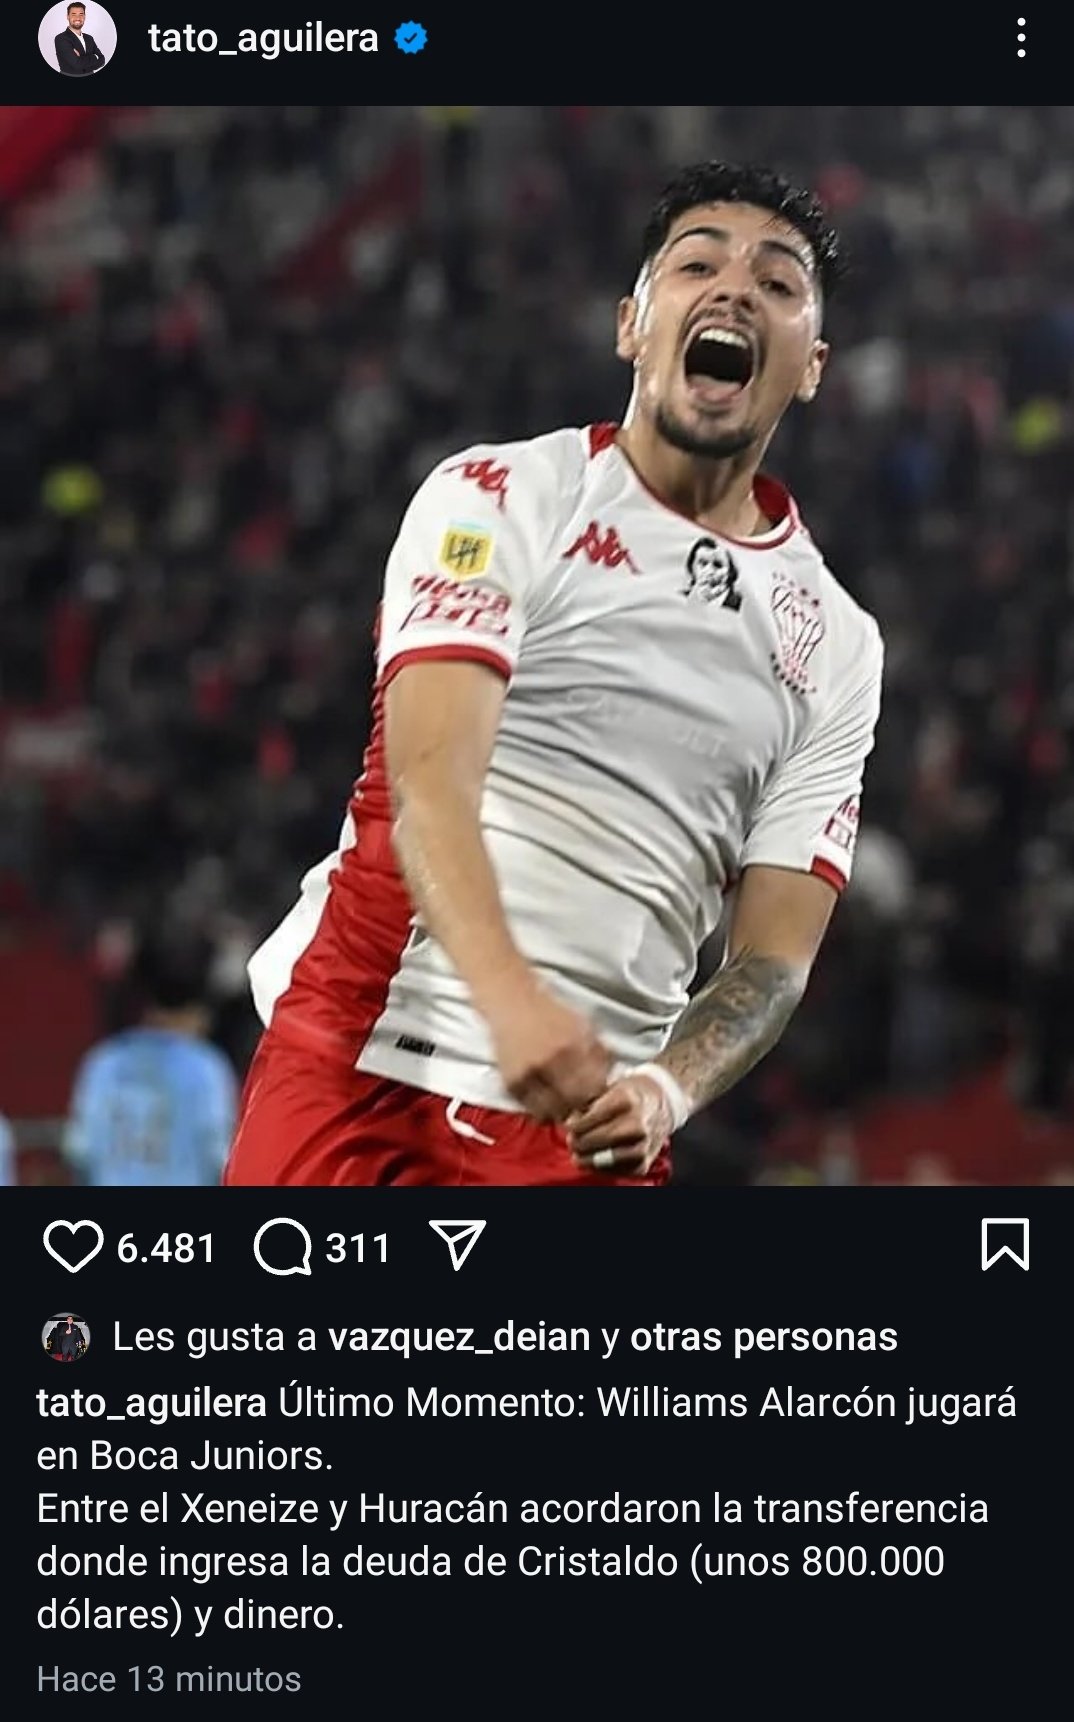 tato_aguilera
6.481
311
Les gusta a vazquez_deian y otras personas
tato_aguilera Último Momento: Williams Alarcón jugará
en Boca Juniors.
Entre el Xeneize y Huracán acordaron la transferencia
donde ingresa la deuda de Cristaldo (unos 800.000
dólares) y dinero.
Hace 13 minutos